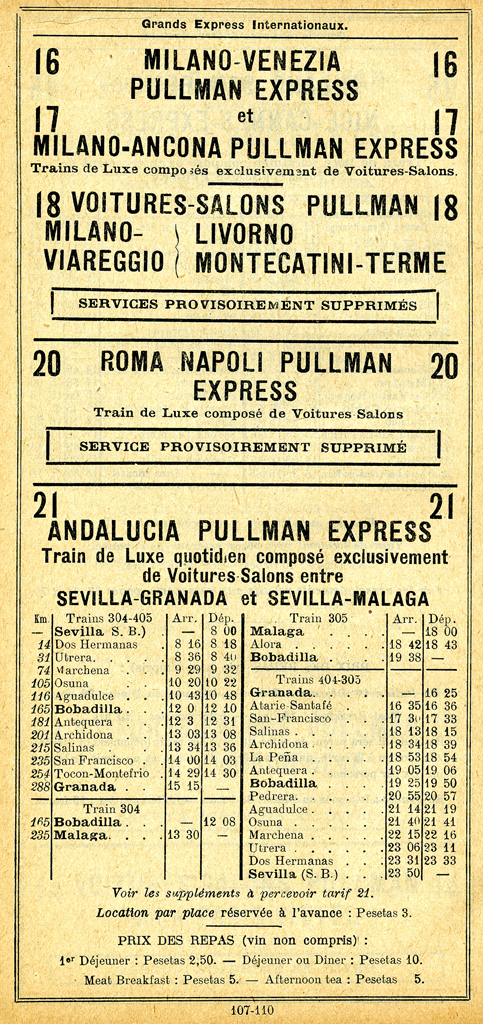 Grands Express Internationaux.
16 MILANO-VENEZIA 16
PULLMAN EXPRESS
et
17 17
MILANO-ANCONA PULLMAN EXPRESS
Trains de Luxe composés exclusivement de Voitures-Salons.
18 VOITURES-SALONS PULLMAN 18
MILANO- LIVORNO
VIAREGGIO MONTECATINI-TERME
SERVICES PROVISOIREMENT SUPPRIMÉS
20 ROMA NAPOLI PULLMAN 20
EXPRESS
Train de Luxe composé de Voitures Salons
SERVICE PROVISOIREMENT SUPPRIMÉ
21 21
ANDALUCIA PULLMAN EXPRESS
Train de Luxe quotidien composé exclusivement
de Voitures-Salons entre
SEVILLA-GRANADA et SEVILLA-MALAGA
Km. Trains 304-405 Arr. Dép.
— Sevilla S. B.) . — 8 00
14 Dos Hermanas 8 16 8 18
31 Utrera. . . . . 8 36 8 40
74 Marchena . . . 9 29 9 32
105 Osuna . . . . 10 20 10 22
116 Aguadulce . . . 10 43 10 48
165 Bobadilla . . . 12 0 12 10
181 Antequera . . . 12 3 12 31
201 Archidona . . . 13 03 13 08
215 Salinas . . . . 13 34 13 36
235 San Francisco . 14 00 14 03
254 Tocon-Montefrio . 14 29 14 30
288 Granada . . . . 15 15 —
Train 304
165 Bobadilla . . . — 12 08
235 Malaga. . . . . 13 30 —
Train 305 Arr. Dép.
Malaga . . . . . — 18 00
Alora . . . . . 18 42 18 43
Bobadilla . . . 19 38 —
Trains 404-305
Granada. . . . . — 16 25
Atarie-Santafé . 16 35 16 36
San-Francisco . 17 30 17 33
Salinas . . . . 18 13 18 15
Archidona . . . 18 34 18 39
La Peña . . . . 18 53 18 54
Antequera . . . 19 05 19 06
Bobadilla . . . 19 25 19 50
Pedrera. . . . . 20 55 20 57
Aguadulce . . . 21 14 21 19
Osuna . . . . . 21 40 21 41
Marchena . . . . 22 15 22 16
Utrera . . . . . 23 06 23 11
Dos Hermanas . . 23 31 23 33
Sevilla (S. B.) . 23 50 —
Voir les suppléments à percevoir tarif 21.
Location par place réservée à l'avance : Pesetas 3.
PRIX DES REPAS (vin non compris) :
1er Déjeuner : Pesetas 2,50. — Déjeuner ou Diner : Pesetas 10.
Meat Breakfast : Pesetas 5. — Afternoon tea : Pesetas 5.
107-110